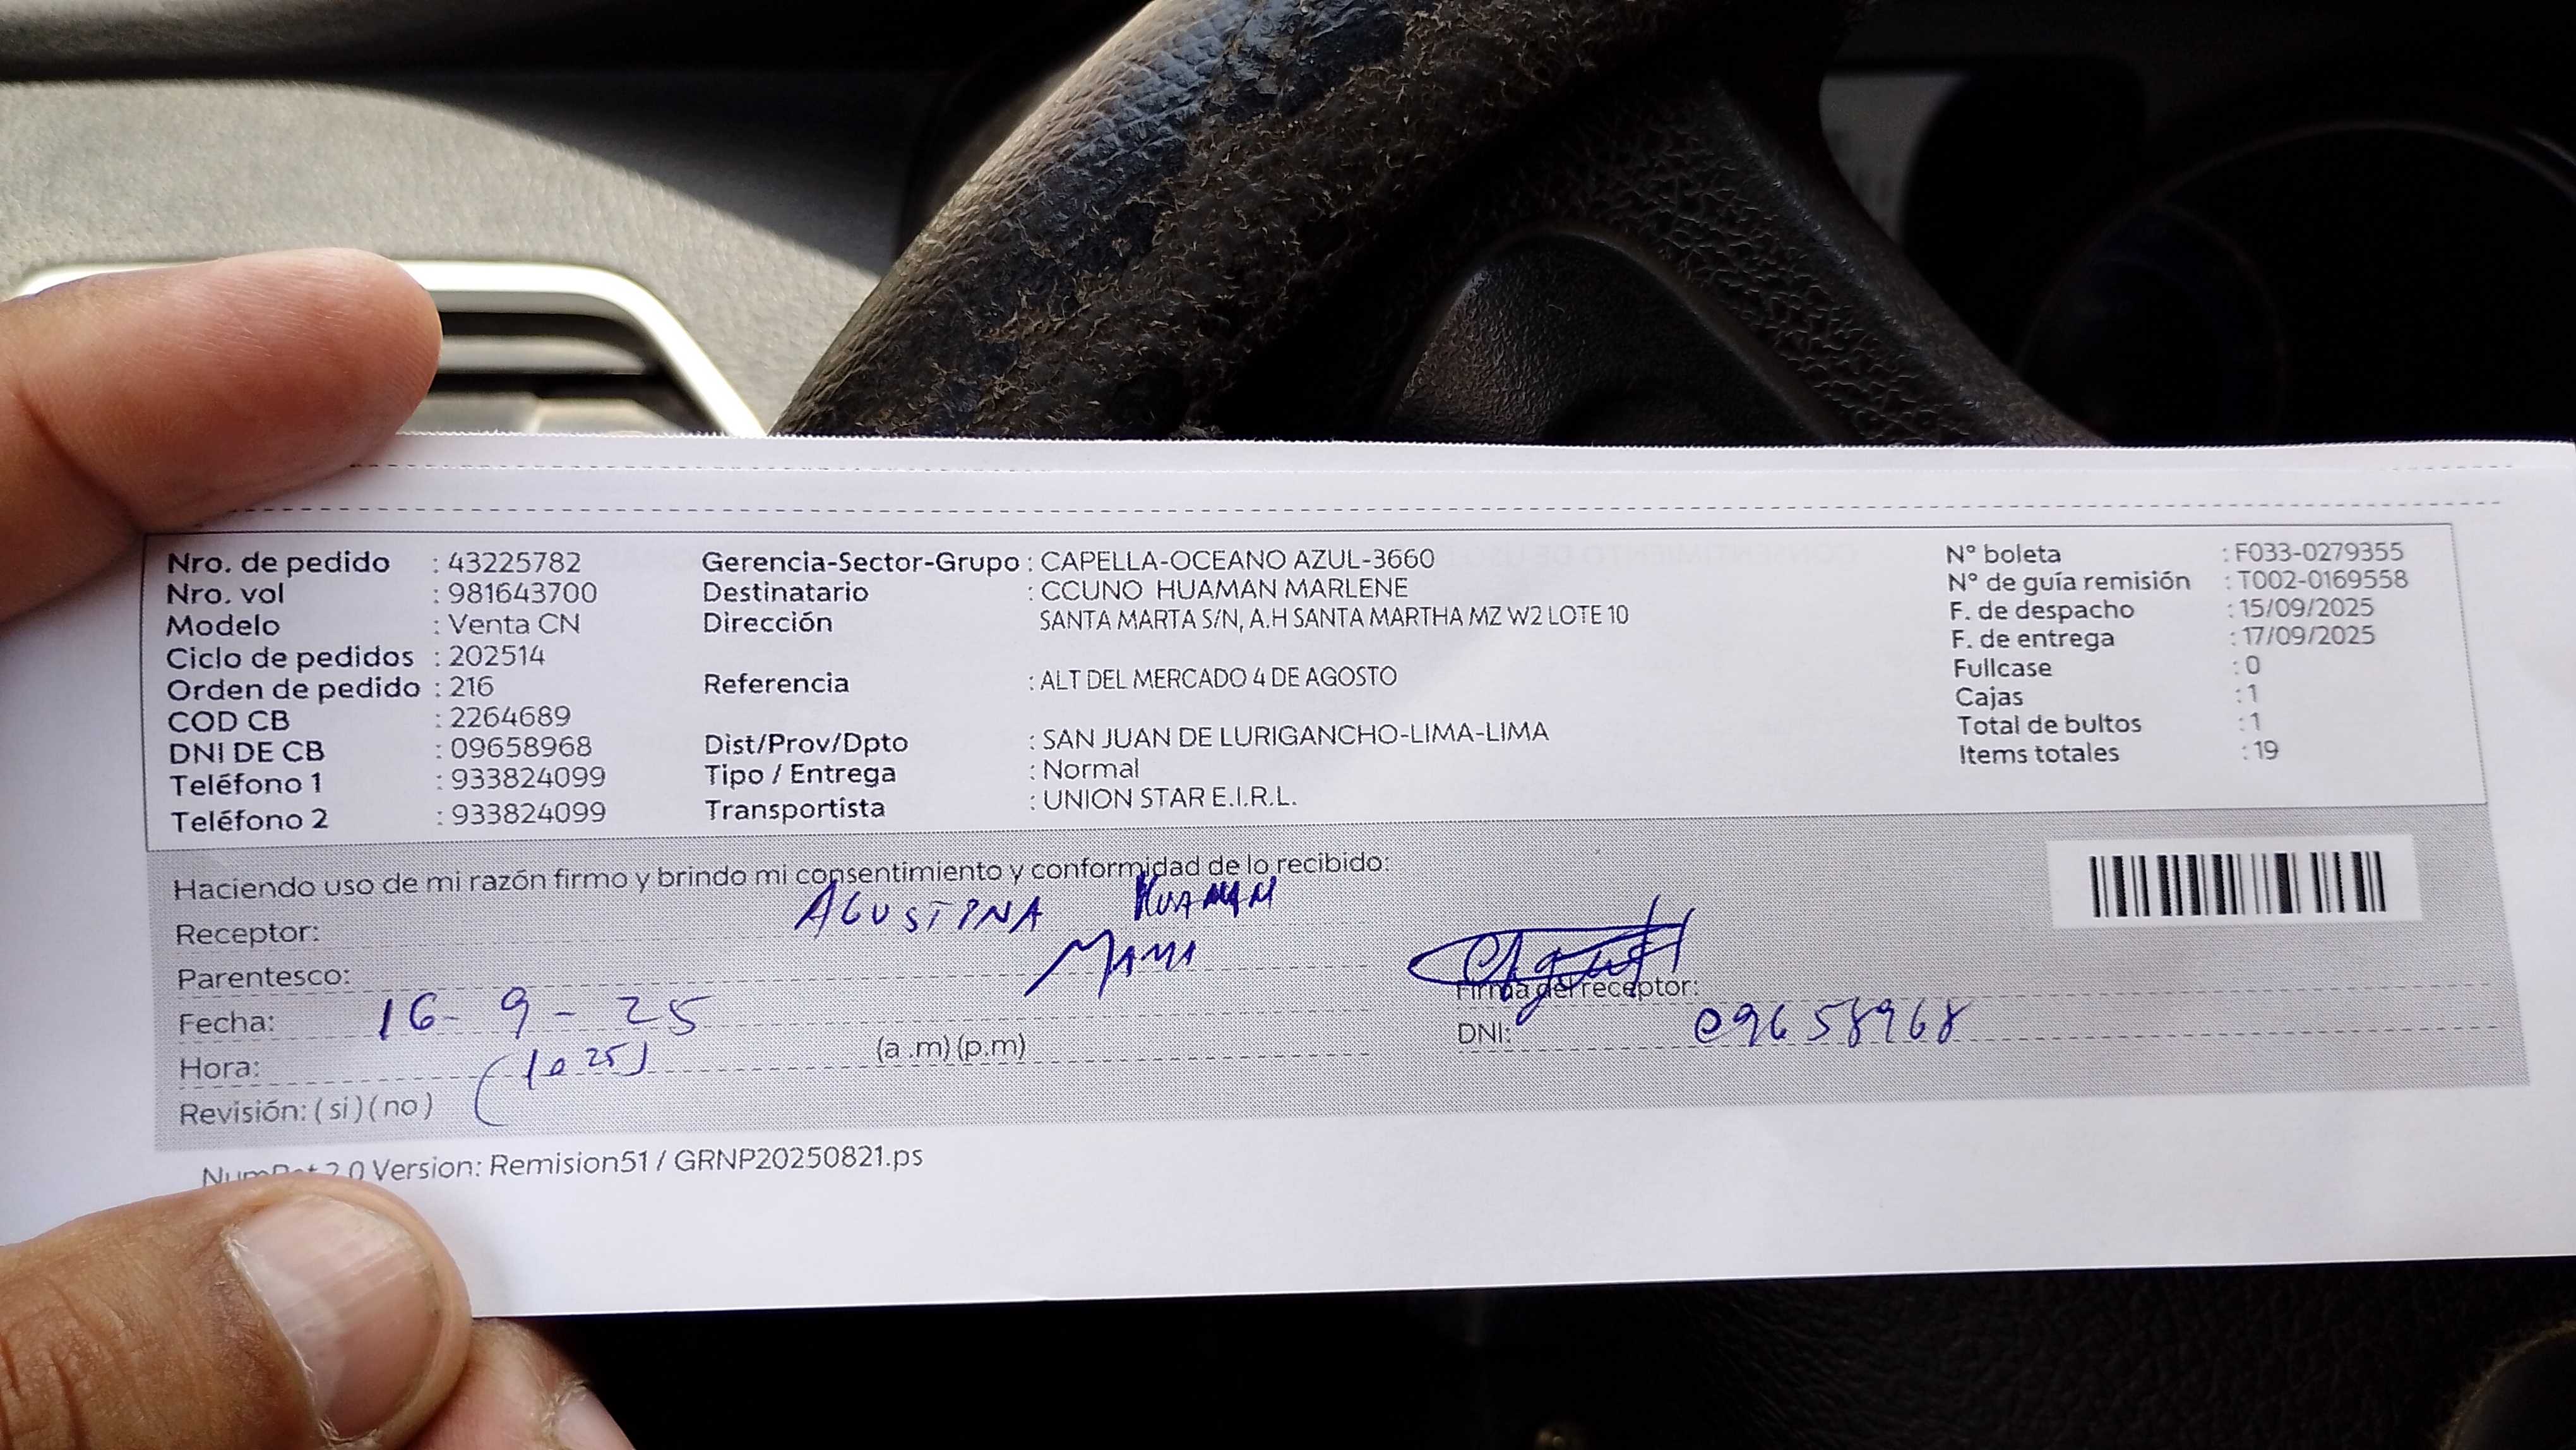 Nro. de pedido : 43225782
Nro. vol : 981643700
Modelo : Venta CN
Ciclo de pedidos : 202514
Orden de pedido : 216
COD CB : 2264689
DNI DE CB : 09658968
Teléfono 1 : 933824099
Teléfono 2 : 933824099
Gerencia-Sector-Grupo : CAPELLA-OCEANO AZUL-3660
Destinatario : CCUNO HUAMAN MARLENE
Dirección SANTA MARTA S/N, A.H SANTA MARTHA MZ W2 LOTE 10
Referencia : ALT DEL MERCADO 4 DE AGOSTO
Dist/Prov/Dpto : SAN JUAN DE LURIGANCHO-LIMA-LIMA
Tipo / Entrega : Normal
Transportista : UNION STAR E.I.R.L.
N° boleta : F033-0279355
N° de guía remisión : T002-0169558
F. de despacho : 15/09/2025
F. de entrega : 17/09/2025
Fullcase : 0
Cajas : 1
Total de bultos : 1
Items totales : 19
Haciendo uso de mi razón firmo y brindo mi consentimiento y conformidad de lo recibido:
Receptor: AGUSTINA HUAMAN
Parentesco: MAMA
Fecha: 16-9-25
Hora: (10 25) (a .m) (p.m)
Revisión: ( si ) ( no )
Firma del receptor:
DNI: 09658968
2.0 Version: Remision51 / GRNP20250821.ps